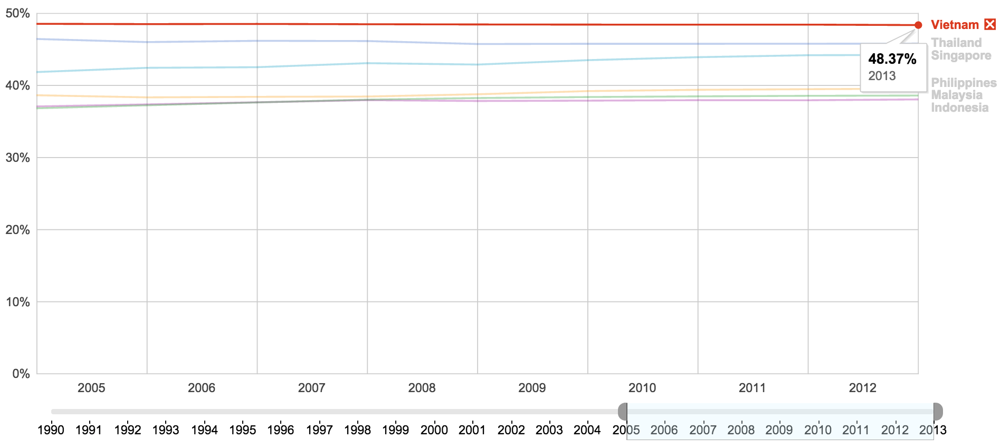 50%
Vietnam
Thailand
Singapore
48.37%
2013
40%
Philippines
Malaysia
Indonesia
30%
20%
10%
0%
2005 2006 2007 2008 2009 2010 2011 2012
1990 1991 1992 1993 1994 1995 1996 1997 1998 1999 2000 2001 2002 2003 2004 2005 2006 2007 2008 2009 2010 2011 2012 2013